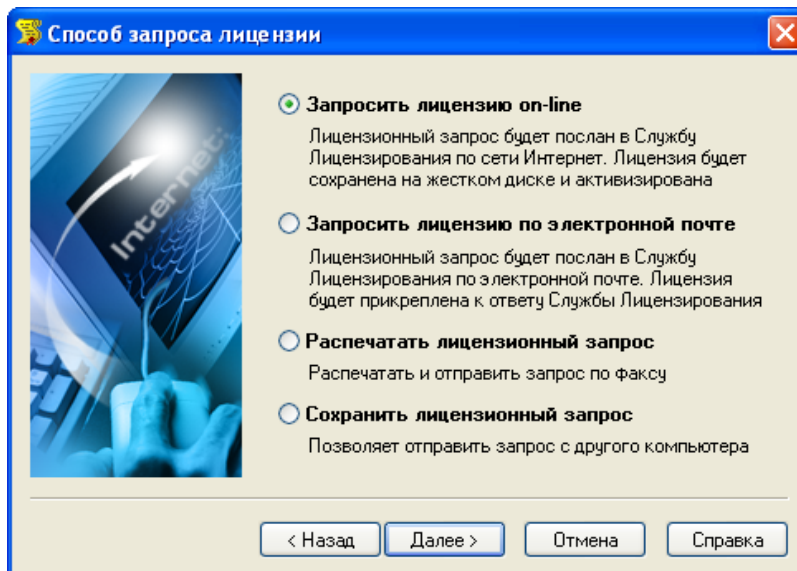 Способ запроса лицензии
Запросить лицензию on-line
Лицензионный запрос будет послан в Службу
Лицензирования по сети Интернет. Лицензия будет
сохранена на жестком диске и активизирована
Internet:
Запросить лицензию по электронной почте
Лицензионный запрос будет послан в Службу
Лицензирования по электронной почте. Лицензия
будет прикреплена к ответу Службы Лицензирования
Распечатать лицензионный запрос
Распечатать и отправить запрос по факсу
Сохранить лицензионный запрос
Позволяет отправить запрос с другого компьютера
< Назад
Далее >
Отмена
Справка